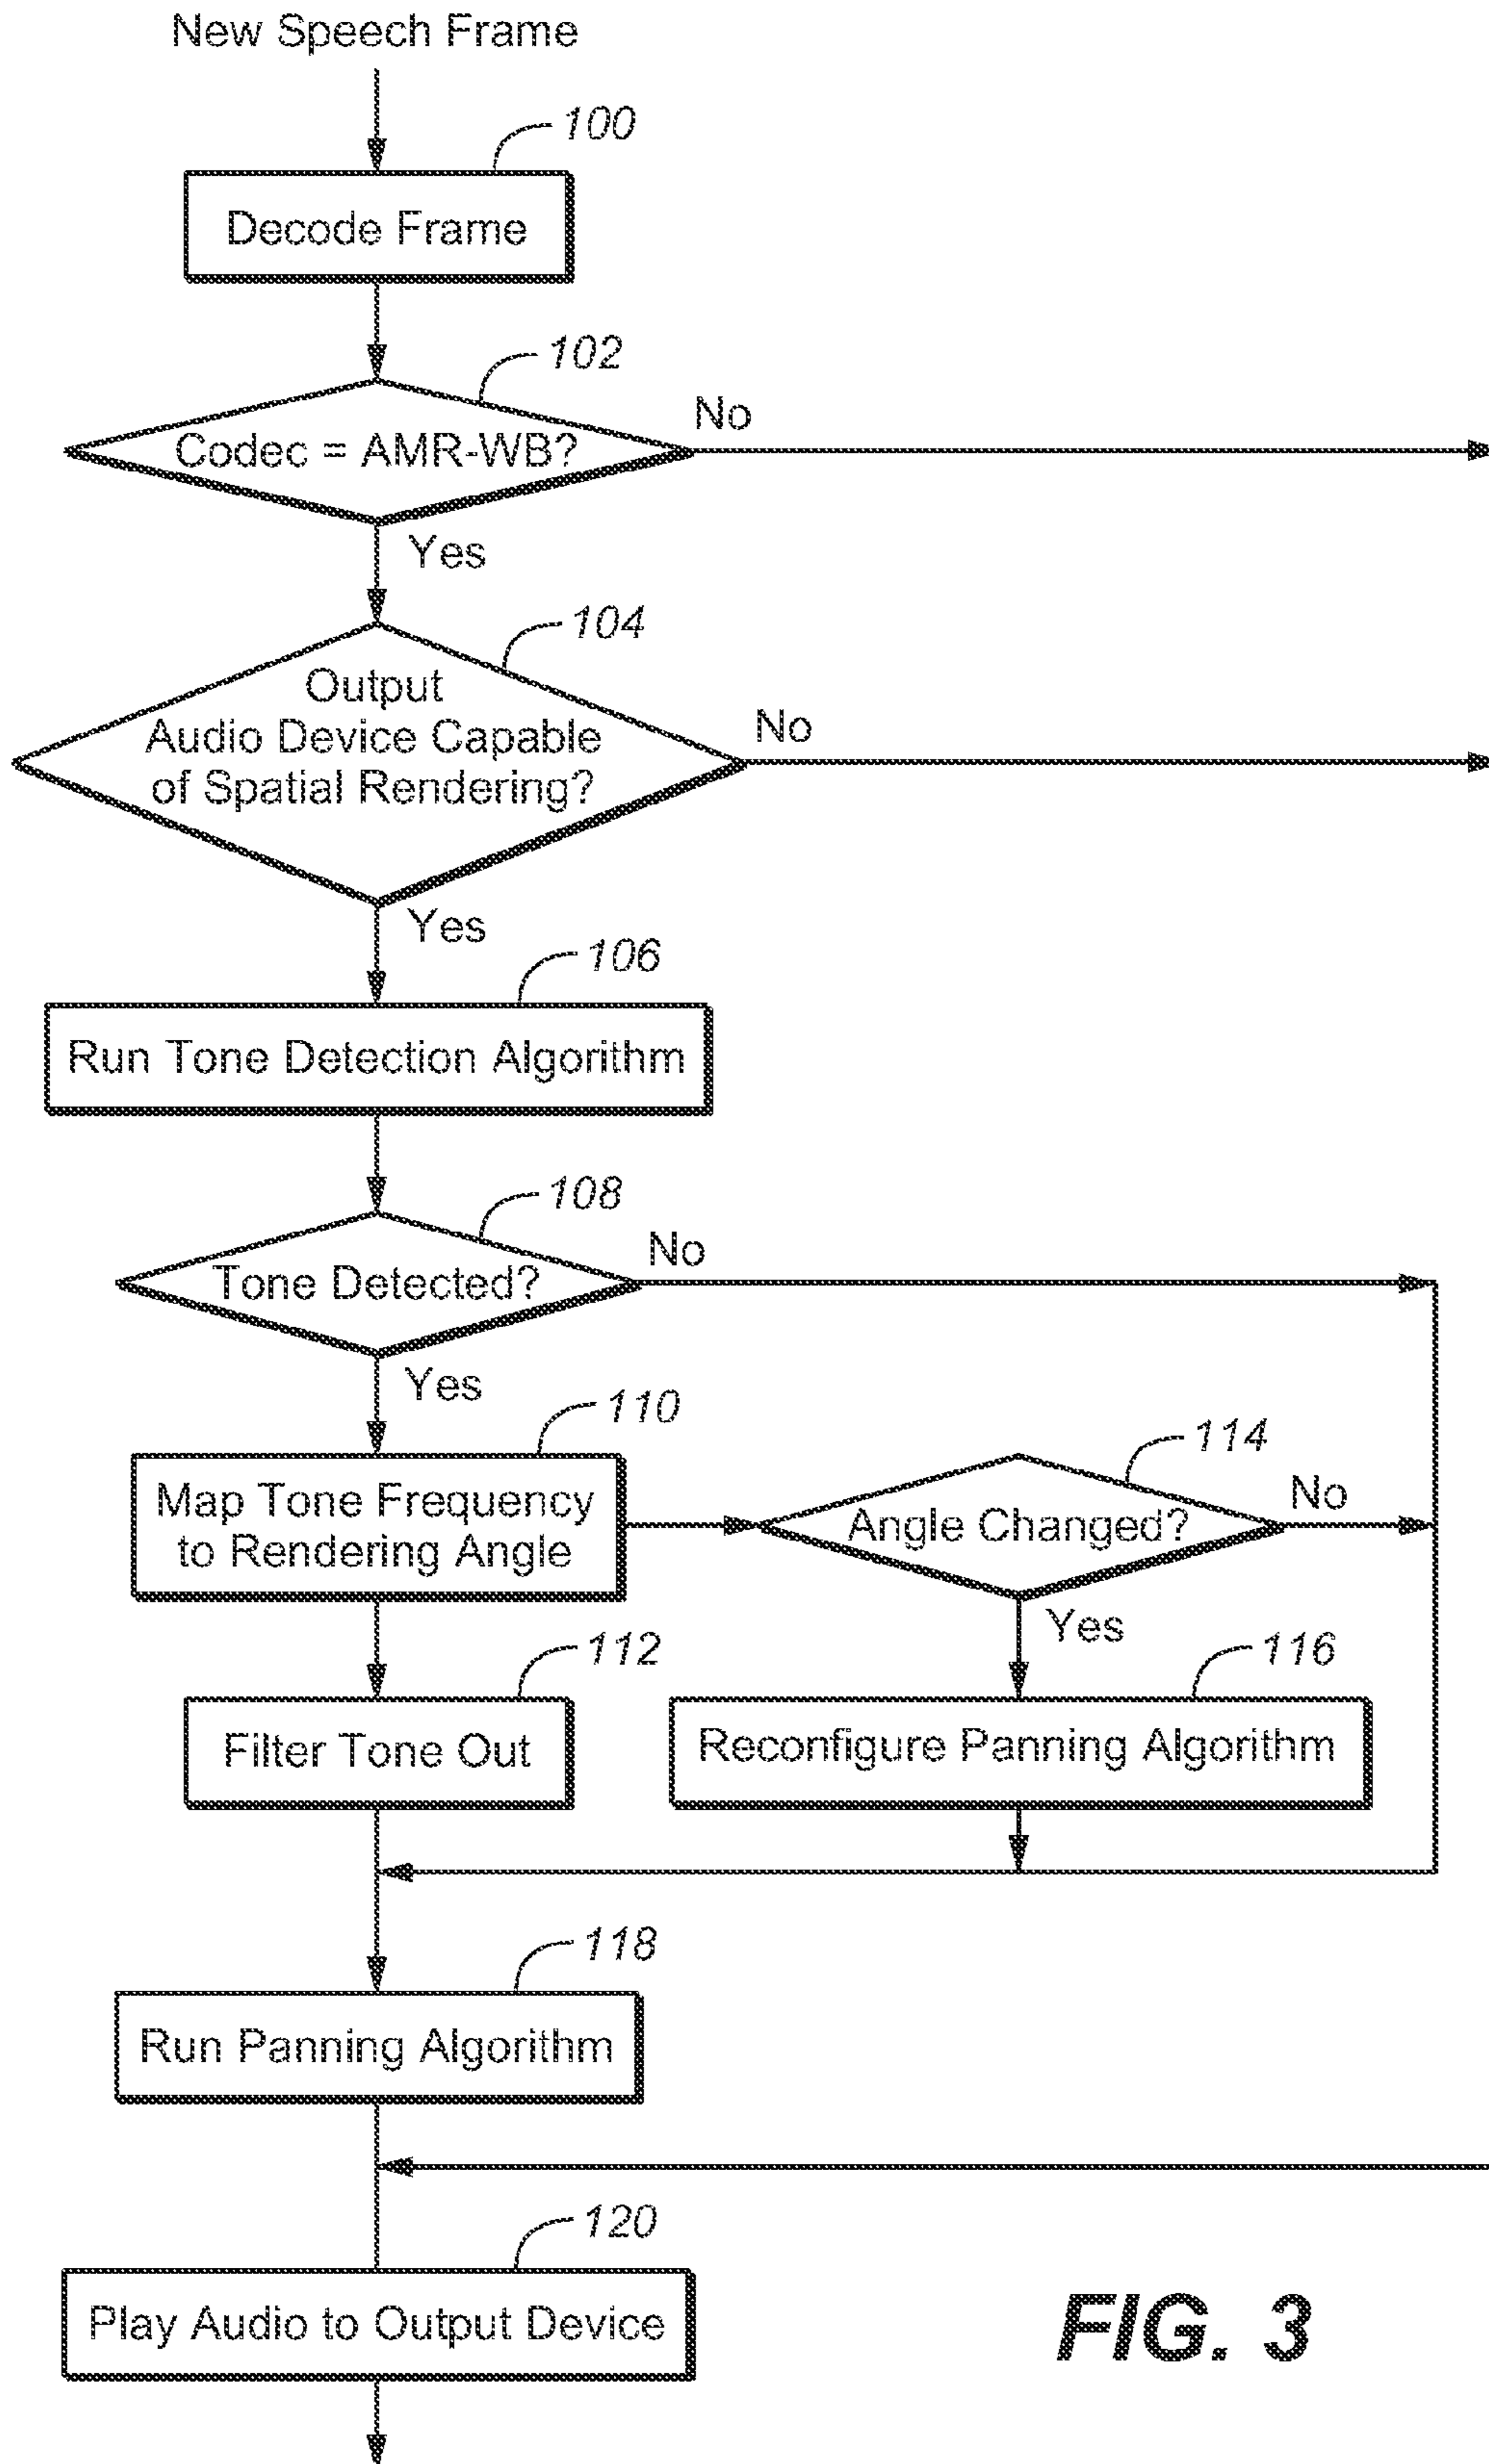 New Speech Frame
100
Decode Frame
102
Codec = AMR-WB?
No
Yes
104
Output
Audio Device Capable
of Spatial Rendering?
No
Yes
106
Run Tone Detection Algorithm
108
Tone Detected?
No
Yes
110
Map Tone Frequency
to Rendering Angle
114
Angle Changed?
No
Yes
112
Filter Tone Out
116
Reconfigure Panning Algorithm
118
Run Panning Algorithm
120
Play Audio to Output Device
FIG. 3